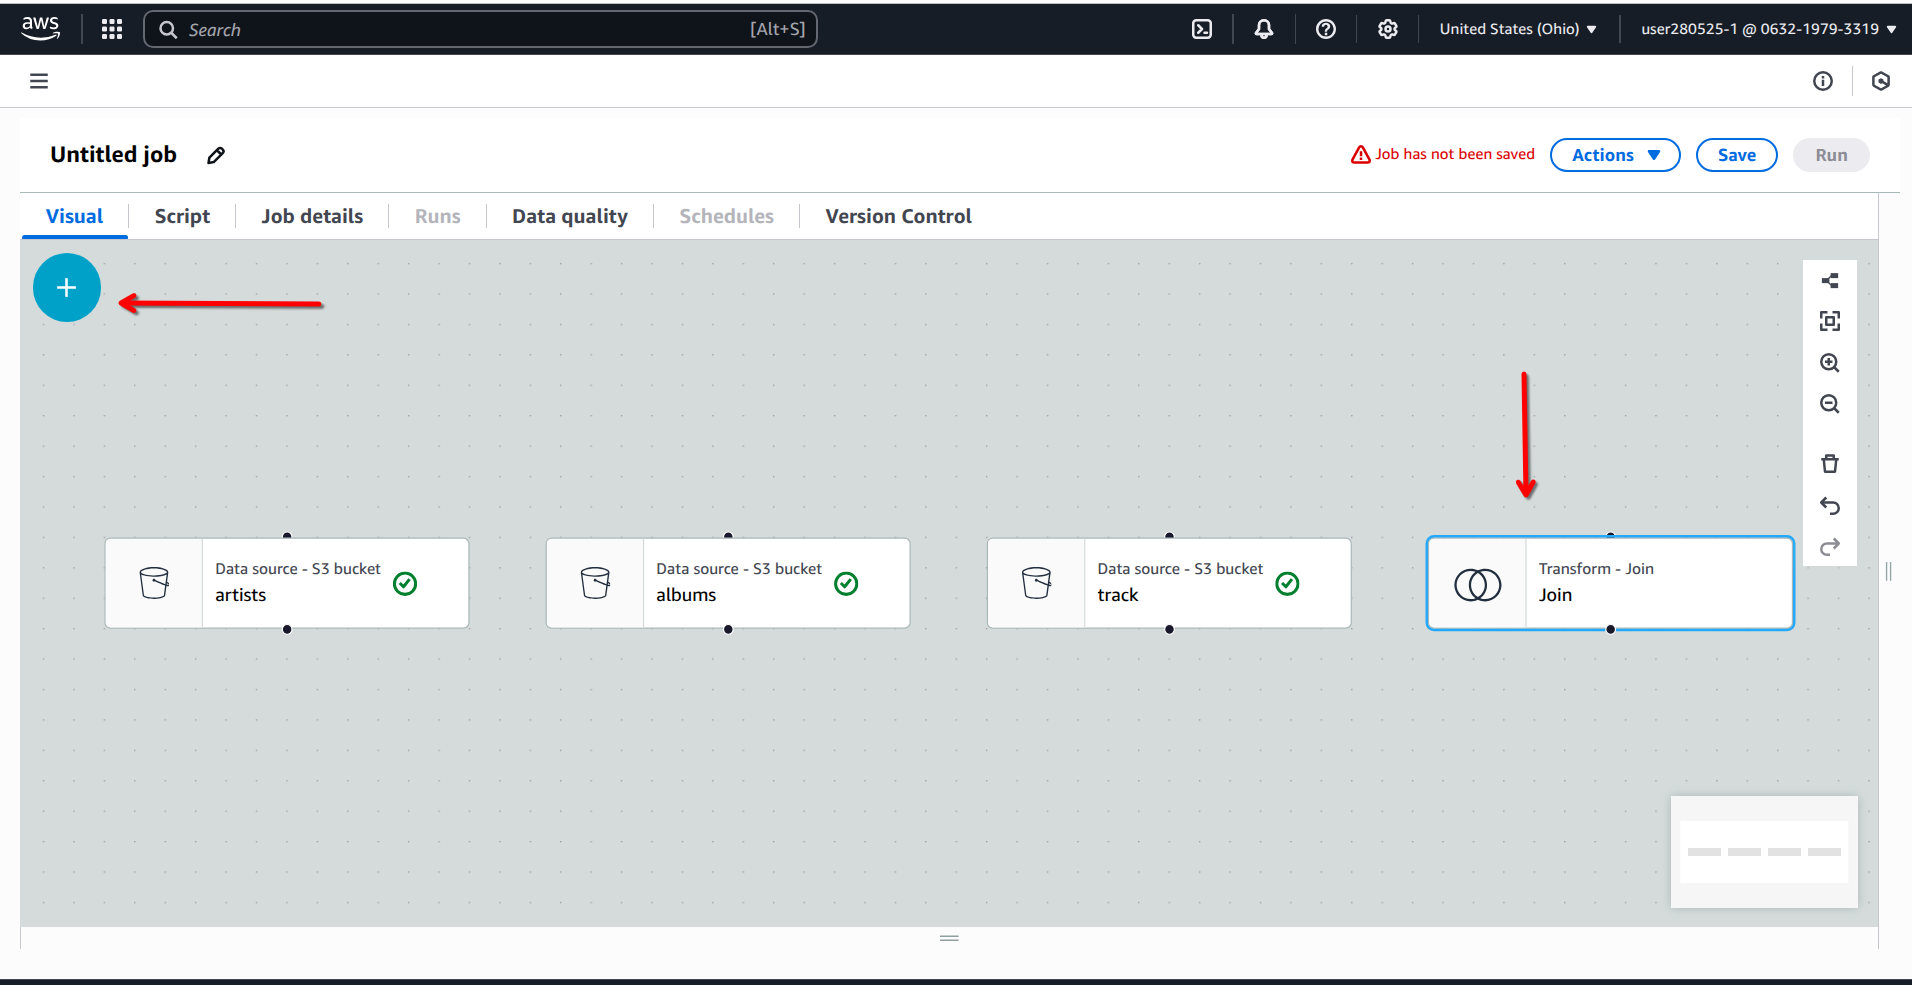 aws
Search [Alt+S]
United States (Ohio)
user280525-1 @ 0632-1979-3319
Untitled job
Job has not been saved
Actions
Save
Run
Visual
Script
Job details
Runs
Data quality
Schedules
Version Control
Data source - S3 bucket
artists
Data source - S3 bucket
albums
Data source - S3 bucket
track
Transform - Join
Join